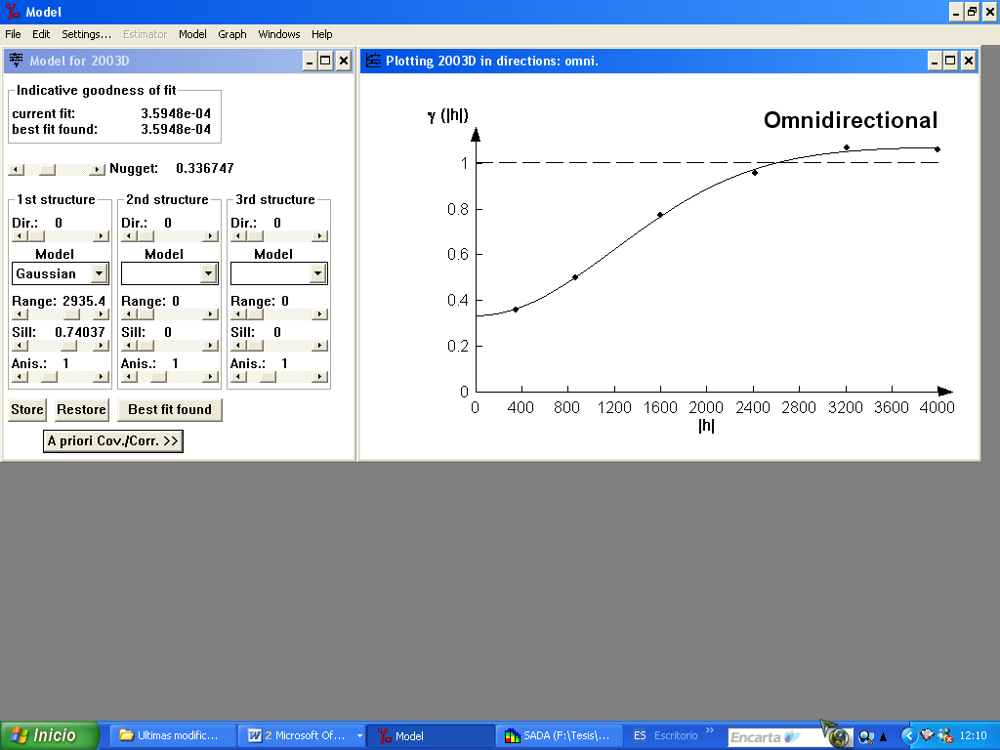 Model
File Edit Settings... Estimator Model Graph Windows Help
Model for 2003D
Indicative goodness of fit
current fit: 3.5948e-04
best fit found: 3.5948e-04
Nugget: 0.336747
1st structure 2nd structure 3rd structure
Dir.: 0 Dir.: 0 Dir.: 0
Model Model Model
Gaussian
Range: 2935.4 Range: 0 Range: 0
Sill: 0.74037 Sill: 0 Sill: 0
Anis.: 1 Anis.: 1 Anis.: 1
Store Restore Best fit found
A priori Cov./Corr. >>
Plotting 2003D in directions: omni.
γ (|h|)
Omnidirectional
1
0.8
0.6
0.4
0.2
0
0 400 800 1200 1600 2000 2400 2800 3200 3600 4000
|h|
Inicio Ultimas modific... 2 Microsoft Of... Model SADA (F:\Tesis\... ES Escritorio » Encarta 12:10